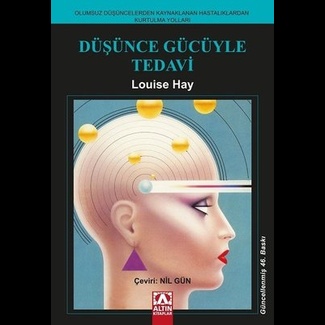 OLUMSUZ DÜŞÜNCELERDEN KAYNAKLANAN HASTALIKLARDAN
KURTULMA YOLLARI
DÜŞÜNCE GÜCÜYLE
TEDAVİ
Louise Hay
Çeviri: NİL GÜN
Güncellenmiş 46. Baskı
ALTIN
KİTAPLAR